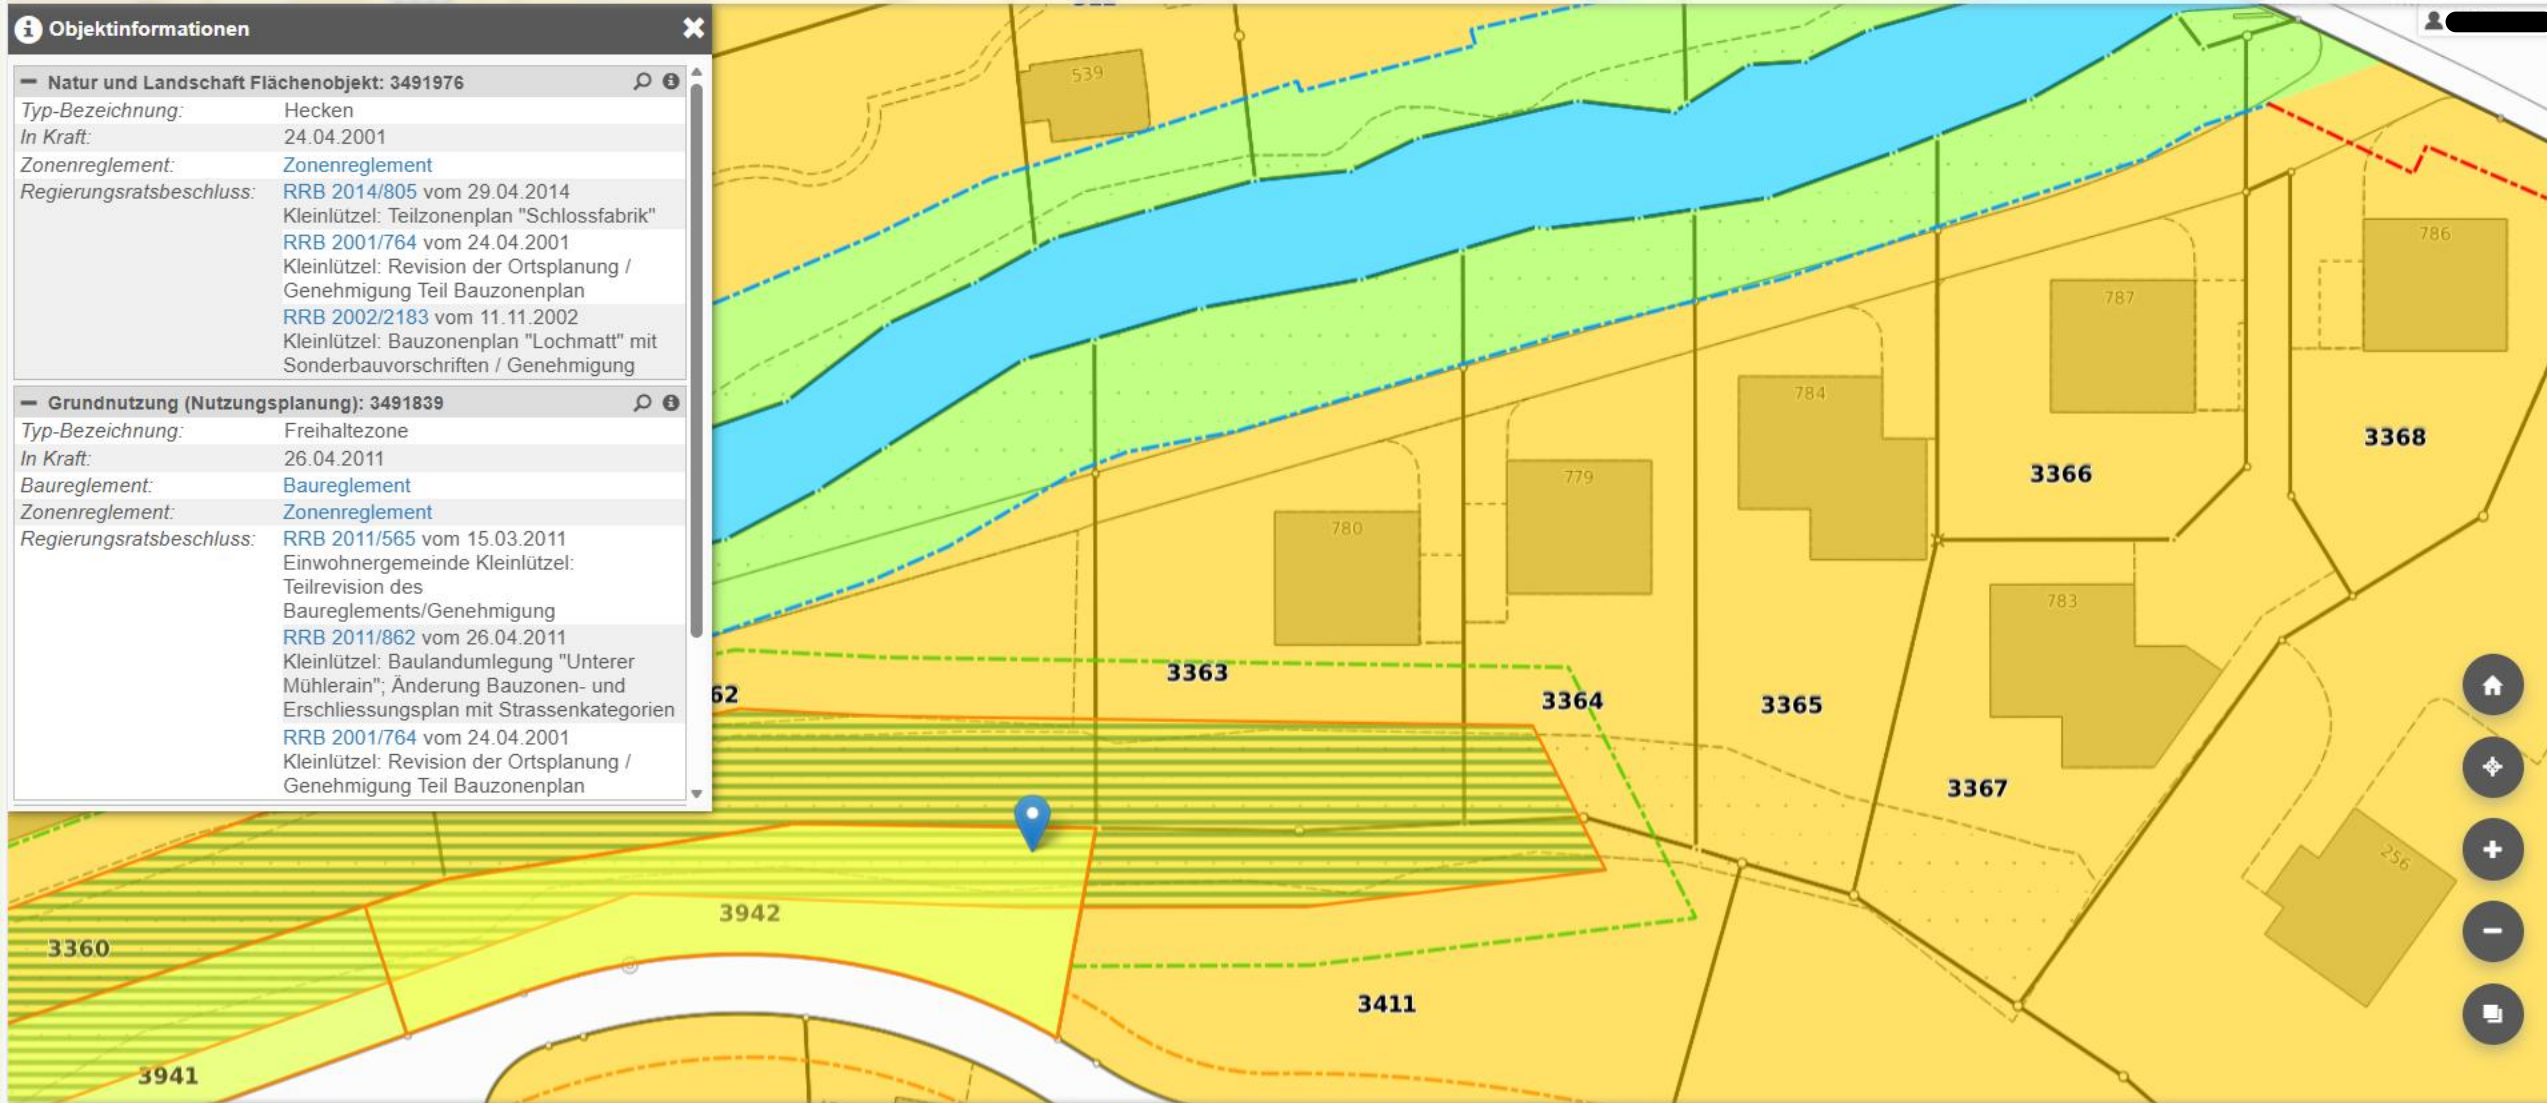 Objektinformationen
Natur und Landschaft Flächenobjekt: 3491976
Typ-Bezeichnung: Hecken
In Kraft: 24.04.2001
Zonenreglement: Zonenreglement
Regierungsratsbeschluss: RRB 2014/805 vom 29.04.2014
Kleinlützel: Teilzonenplan "Schlossfabrik"
RRB 2001/764 vom 24.04.2001
Kleinlützel: Revision der Ortsplanung /
Genehmigung Teil Bauzonenplan
RRB 2002/2183 vom 11.11.2002
Kleinlützel: Bauzonenplan "Lochmatt" mit
Sonderbauvorschriften / Genehmigung
Grundnutzung (Nutzungsplanung): 3491839
Typ-Bezeichnung: Freihaltezone
In Kraft: 26.04.2011
Baureglement: Baureglement
Zonenreglement: Zonenreglement
Regierungsratsbeschluss: RRB 2011/565 vom 15.03.2011
Einwohnergemeinde Kleinlützel:
Teilrevision des
Baureglements/Genehmigung
RRB 2011/862 vom 26.04.2011
Kleinlützel: Baulandumlegung "Unterer
Mühlerain"; Änderung Bauzonen- und
Erschliessungsplan mit Strassenkategorien
RRB 2001/764 vom 24.04.2001
Kleinlützel: Revision der Ortsplanung /
Genehmigung Teil Bauzonenplan
539
786
787
784
3368
3366
779
780
783
3363
62
3364
3365
3367
256
3942
3360
3411
3941